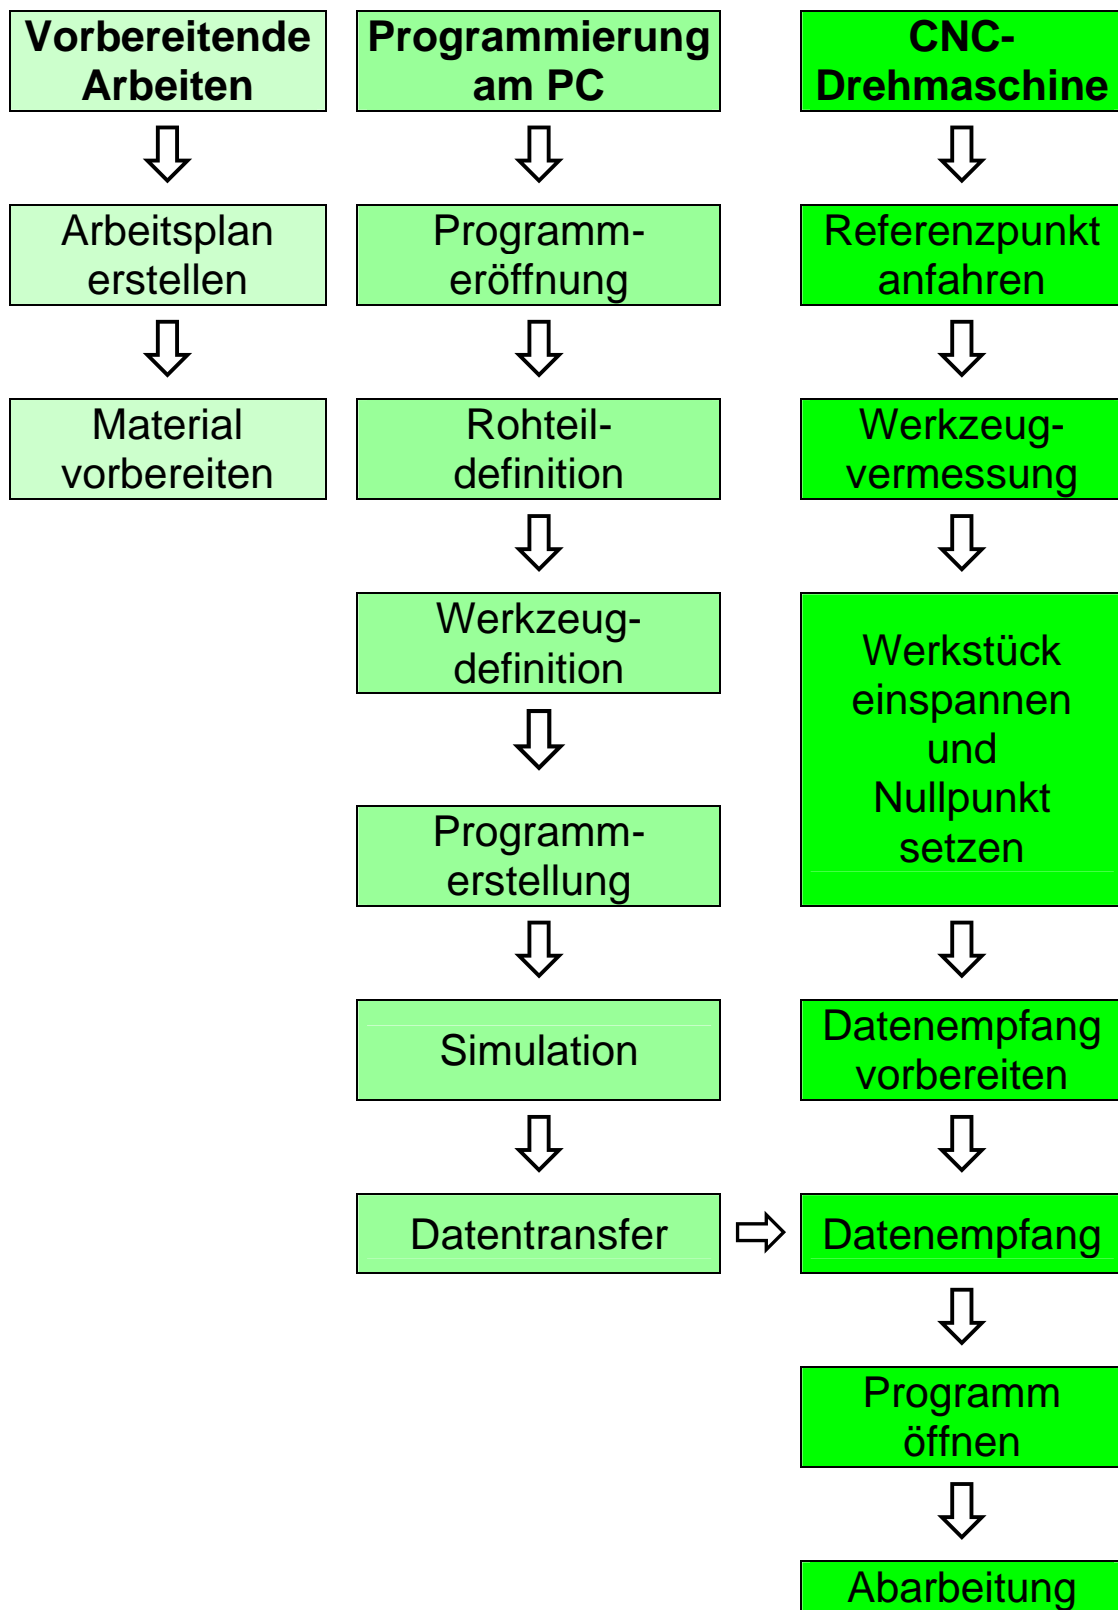 Vorbereitende
Arbeiten
Arbeitsplan
erstellen
Material
vorbereiten
Programmierung
am PC
Programm-
eröffnung
Rohteil-
definition
Werkzeug-
definition
Programm-
erstellung
Simulation
Datentransfer
CNC-
Drehmaschine
Referenzpunkt
anfahren
Werkzeug-
vermessung
Werkstück
einspannen
und
Nullpunkt
setzen
Datenempfang
vorbereiten
Datenempfang
Programm
öffnen
Abarbeitung